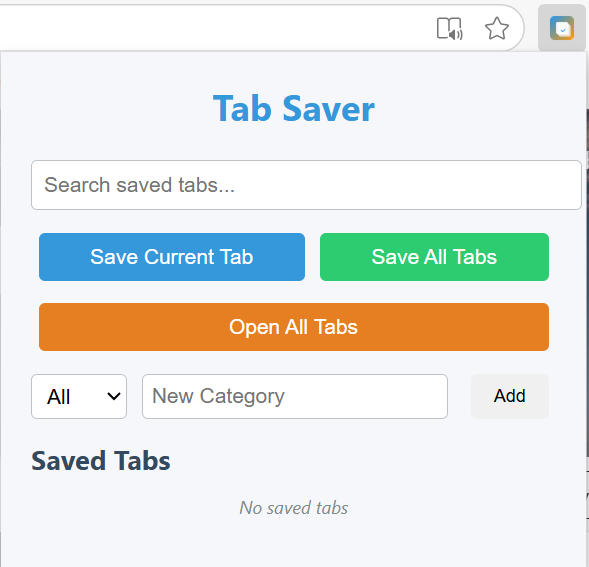 Tab Saver
Search saved tabs...
Save Current Tab
Save All Tabs
Open All Tabs
All
New Category
Add
Saved Tabs
No saved tabs